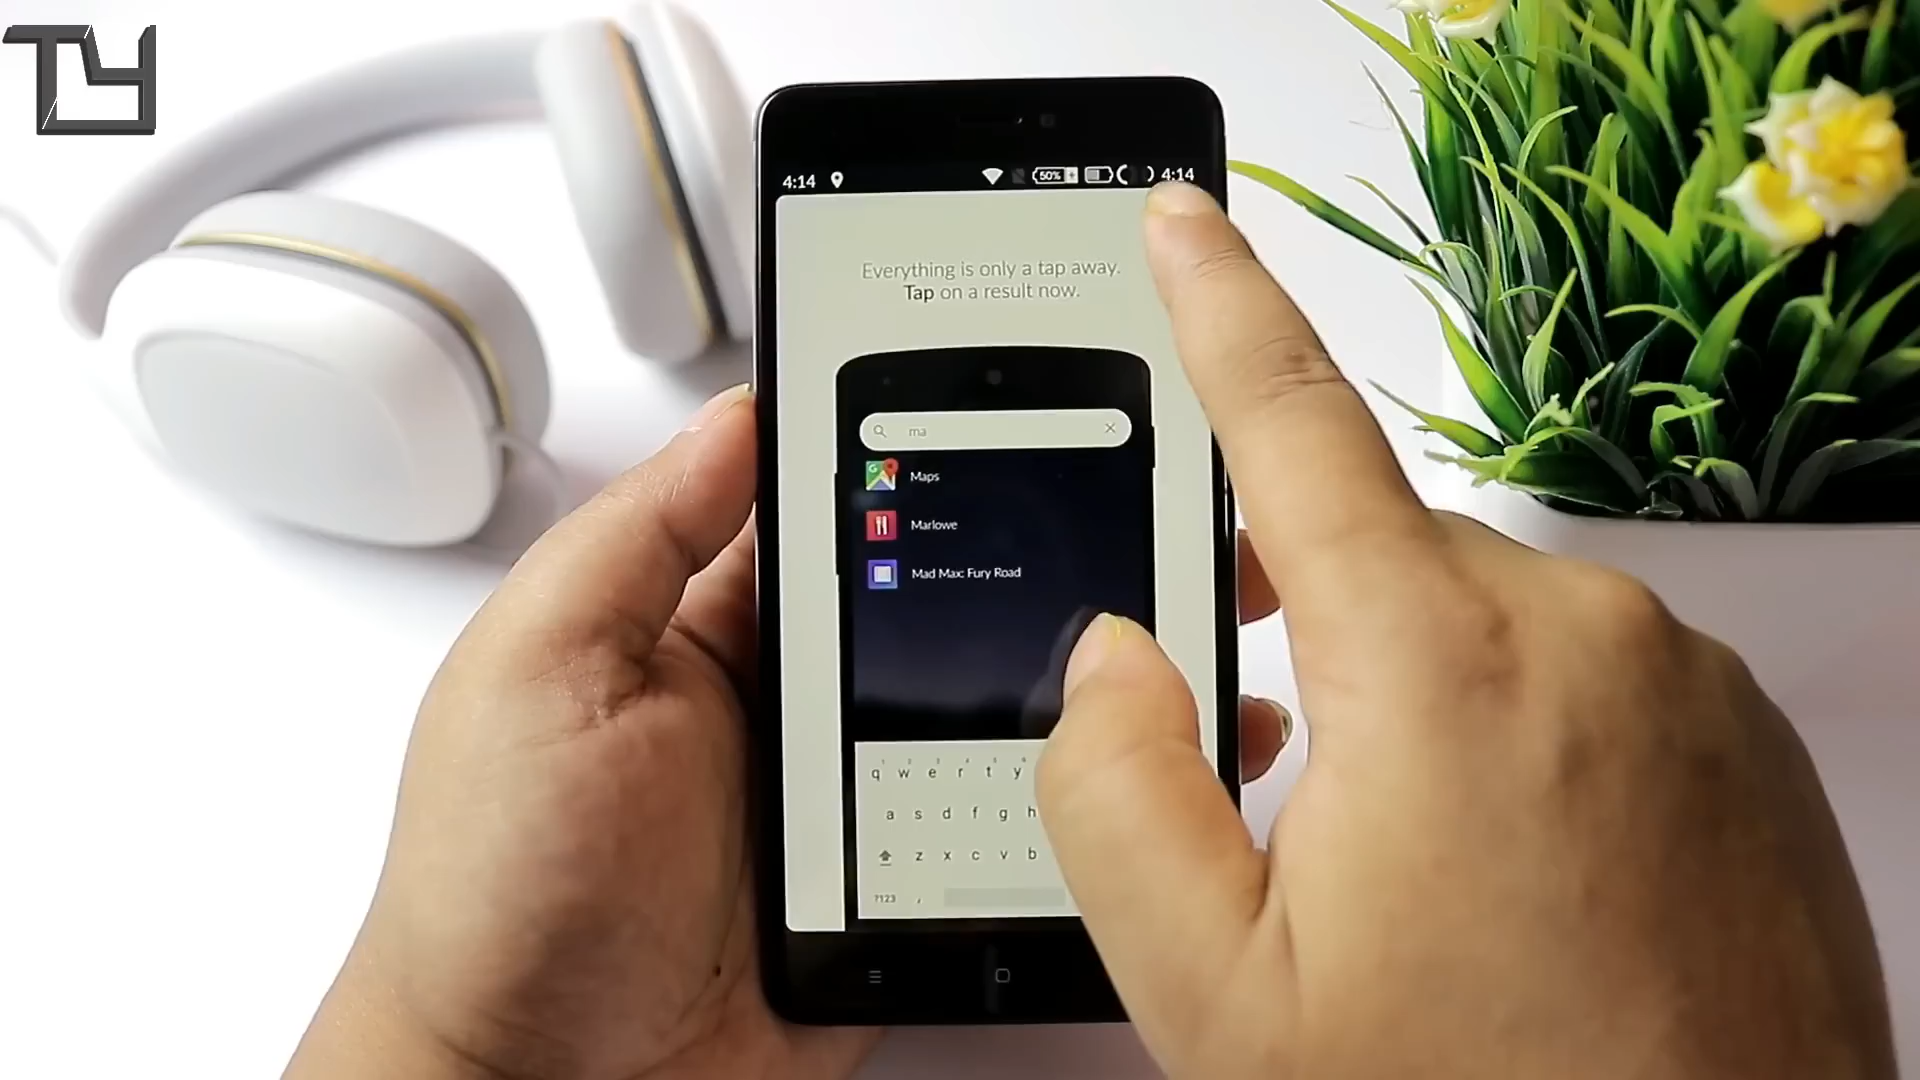 TY
4:14 50% 4:14
Everything is only a tap away.
Tap on a result now.
ma
Maps
Marlowe
Mad Max: Fury Road
q w e r t y
a s d f g h
z x c v b
?123 ,